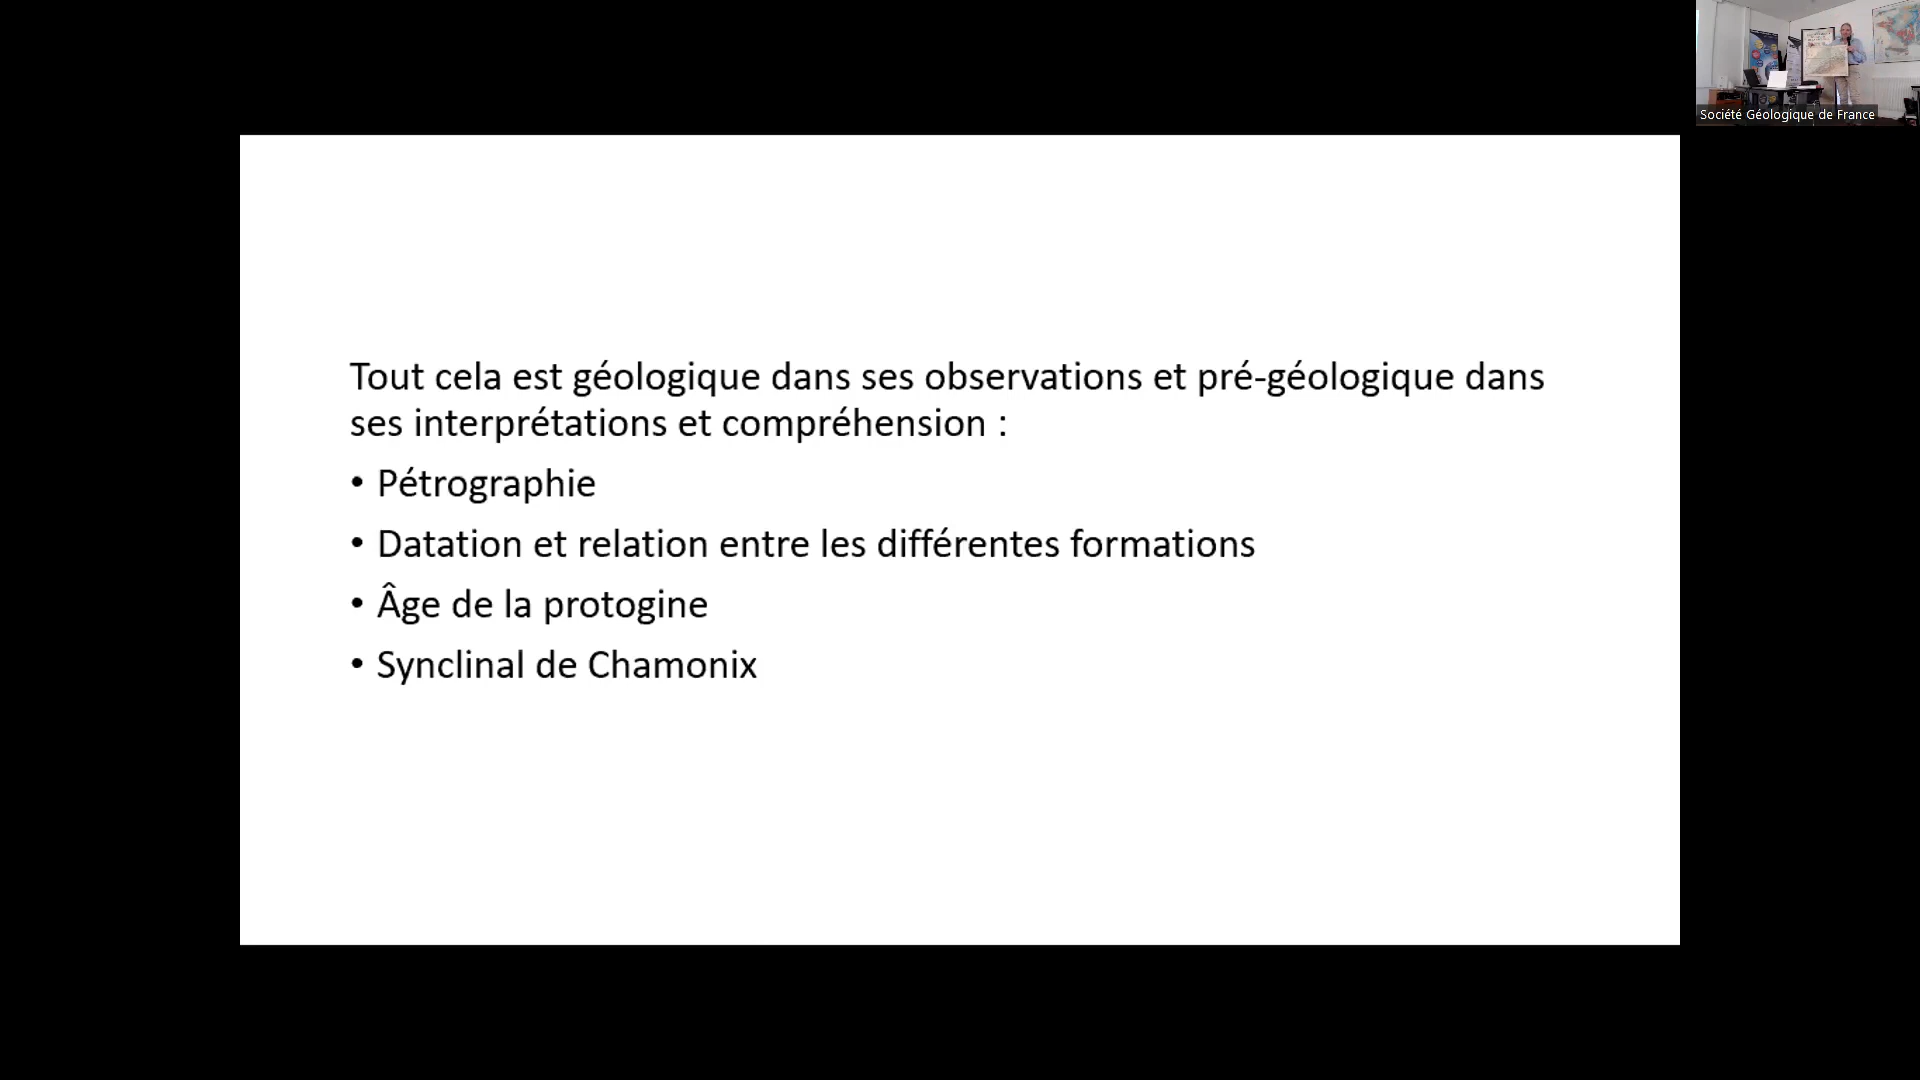 Société Géologique de France
Tout cela est géologique dans ses observations et pré-géologique dans
ses interprétations et compréhension :
• Pétrographie
• Datation et relation entre les différentes formations
• Âge de la protogine
• Synclinal de Chamonix